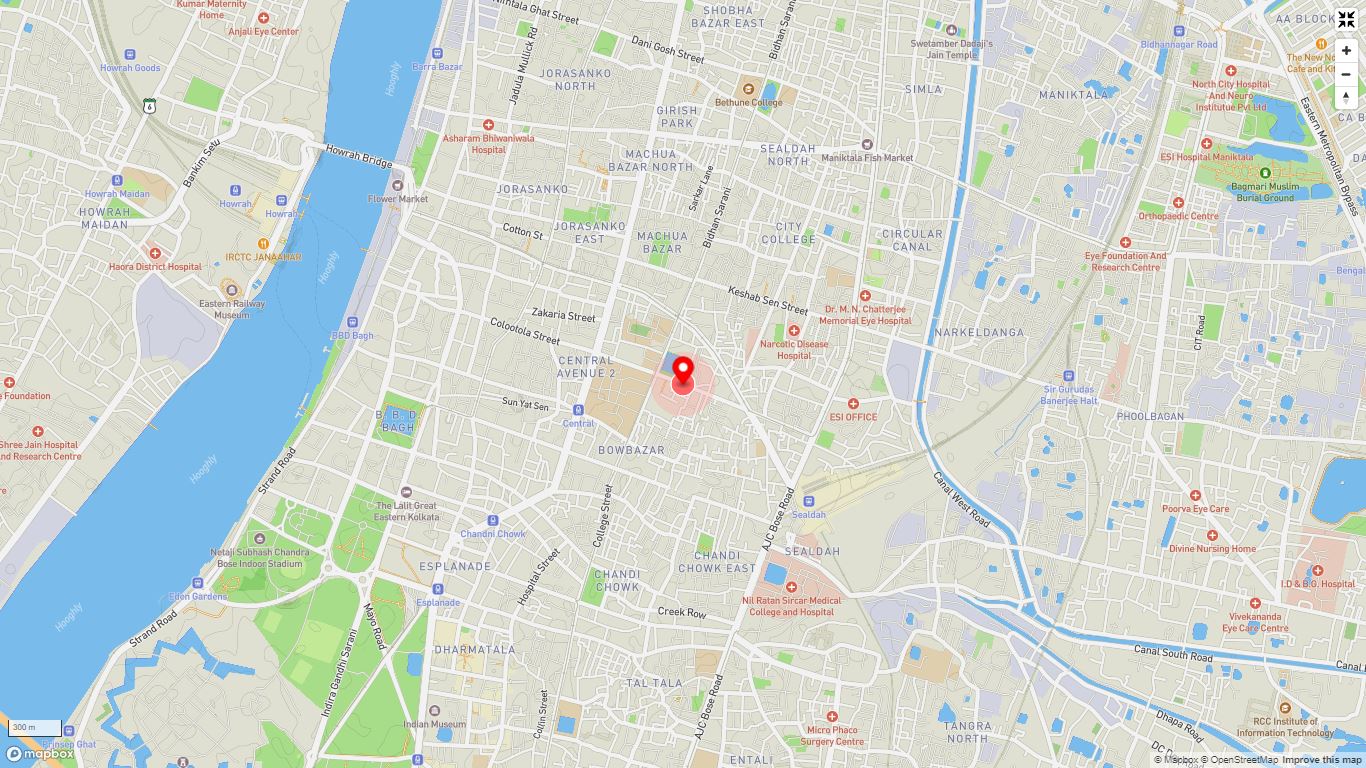 Kumar Maternity
Home
Anjali Eye Center
Nimtala Ghat Street
SHOBHA
BAZAR EAST
Bidhan Sarani
AA BLOCK
Howrah Goods
Barra Bazar
Hooghly
Jadula Mullick Rd
Dani Gosh Street
Swetamber Dadaji's
Jain Temple
Bidhannagar Road
The New No
Cafe and Kit
6
JORASANKO
NORTH
Bethune College
SIMLA
MANIKTALA
North City Hospital
And Neuro
Institutue Pvt Ltd
Eastern Metropolitan Bypass
GIRISH
PARK
CA B
Asharam Bhiwaniwala
Hospital
Howrah Bridge
Bankim Setu
MACHUA
BAZAR NORTH
SEALDAH
NORTH
Maniktala Fish Market
ESI Hospital Maniktala
DA
Howrah Maidan
Howrah
Howrah
Flower Market
JORASANKO
Sarkar Lane
Bidhan Sarani
Bagmari Muslim
Burial Ground
HOWRAH
MAIDAN
Orthopaedic Centre
Cotton St
JORASANKO
EAST
MACHUA
BAZAR
CITY
COLLEGE
CIRCULAR
CANAL
IRCTC JANAAHAR
Haora District Hospital
Hooghly
Eye Foundation And
Research Centre
Bengal
Eastern Railway
Museum
Keshab Sen Street
Dr. M. N. Chatterjee
Memorial Eye Hospital
Zakaria Street
Colootola Street
BBD Bagh
Narcotic Disease
Hospital
NARKELDANGA
CIT Road
CENTRAL
AVENUE 2
e Foundation
Sir Gurudas
Banerjee Halt
Sun Yat Sen
Central
B. B. D.
BAGH
ESI OFFICE
PHOOLBAGAN
Shree Jain Hospital
nd Research Centre
BOWBAZAR
Hooghly
Strand Road
The Lalit Great
Eastern Kolkata
College Street
AJC Bose Road
Sealdah
Canal West Road
Poorva Eye Care
Chandni Chowk
Netaji Subhash Chandra
Bose Indoor Stadium
Divine Nursing Home
ESPLANADE
Hospital Street
CHANDI
CHOWK EAST
SEALDAH
Eden Gardens
Esplanade
CHANDI
CHOWK
Nil Ratan Sircar Medical
College and Hospital
I.D & B.G. Hospital
Hooghly
Strand Road
Mayo Road
Creek Row
Vivekananda
Eye Care Centre
Indira Gandhi Sarani
DHARMATALA
Canal South Road
Canal
TAL TALA
Collin Street
AJC Bose Road
Indian Museum
Micro Phaco
Surgery Centre
TANGRA
NORTH
Dhapa Road
RCC Institute of
Information Technology
300 m
Prinsep Ghat
DC
ENTALI
mapbox
© Mapbox © OpenStreetMap Improve this map